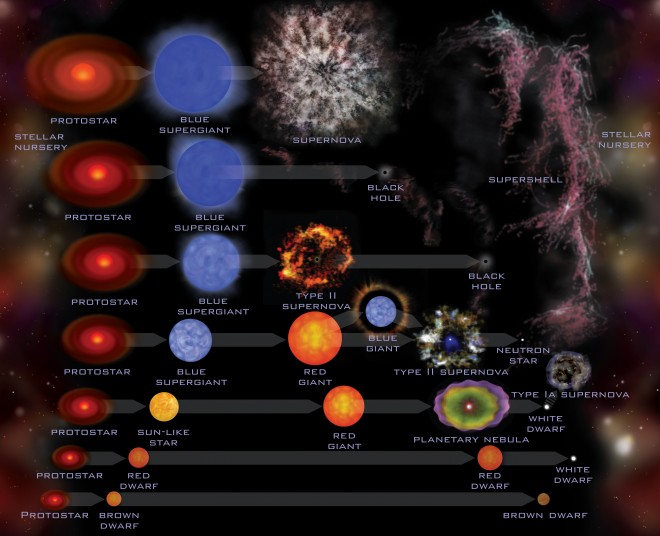 PROTOSTAR
BLUE
SUPERGIANT
SUPERNOVA
STELLAR
NURSERY
STELLAR
NURSERY
SUPERSHELL
PROTOSTAR
BLUE
SUPERGIANT
BLACK
HOLE
PROTOSTAR
BLUE
SUPERGIANT
TYPE II
SUPERNOVA
BLACK
HOLE
PROTOSTAR
BLUE
SUPERGIANT
RED
GIANT
BLUE
GIANT
TYPE II SUPERNOVA
NEUTRON
STAR
TYPE IA SUPERNOVA
PROTOSTAR
SUN-LIKE
STAR
RED
GIANT
PLANETARY NEBULA
WHITE
DWARF
PROTOSTAR
RED
DWARF
RED
DWARF
WHITE
DWARF
PROTOSTAR
BROWN
DWARF
BROWN DWARF